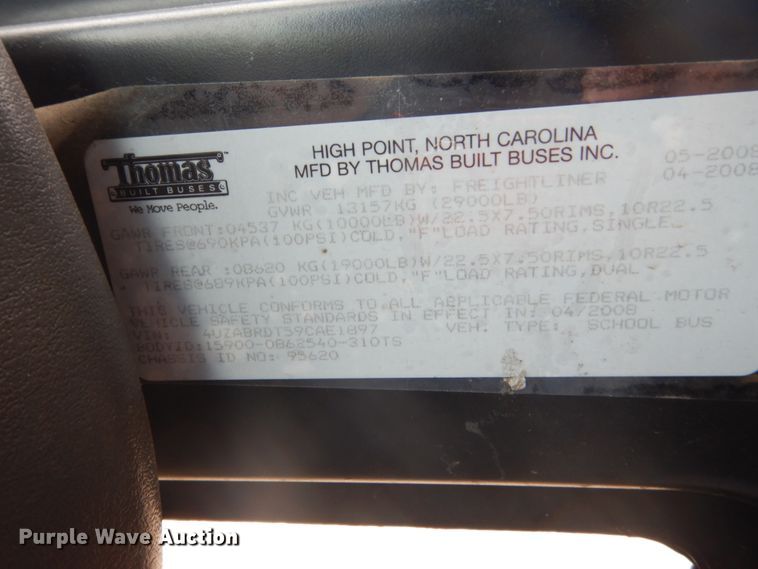 Thomas
BUILT BUSES
We Move People.
HIGH POINT, NORTH CAROLINA
MFD BY THOMAS BUILT BUSES INC. 05-2008
INC VEH MFD BY: FREIGHTLINER 04-2008
GVWR 13157KG (29000LB)
GAWR FRONT:04537 KG(10000LB)W/22.5X7.50RIMS,10R22.5
TIRES@690KPA(100PSI)COLD,"F"LOAD RATING,SINGLE
GAWR REAR :08620 KG(19000LB)W/22.5X7.50RIMS,10R22.5
TIRES@689KPA(100PSI)COLD,"F"LOAD RATING,DUAL
THIS VEHICLE CONFORMS TO ALL APPLICABLE FEDERAL MOTOR
VEHICLE SAFETY STANDARDS IN EFFECT IN: 04/2008
VIN: 4UZABRDT59CAE1897 VEH. TYPE: SCHOOL BUS
BODYID:15900-0862540-310TS
CHASSIS ID NO: 95620
Purple Wave Auction